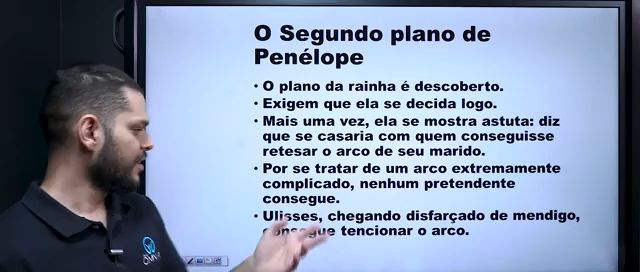 O Segundo plano de
Penélope
• O plano da rainha é descoberto.
• Exigem que ela se decida logo.
• Mais uma vez, ela se mostra astuta: diz
que se casaria com quem conseguisse
retesar o arco de seu marido.
• Por se tratar de um arco extremamente
complicado, nenhum pretendente
consegue.
• Ulisses, chegando disfarçado de mendigo,
consegue tencionar o arco.